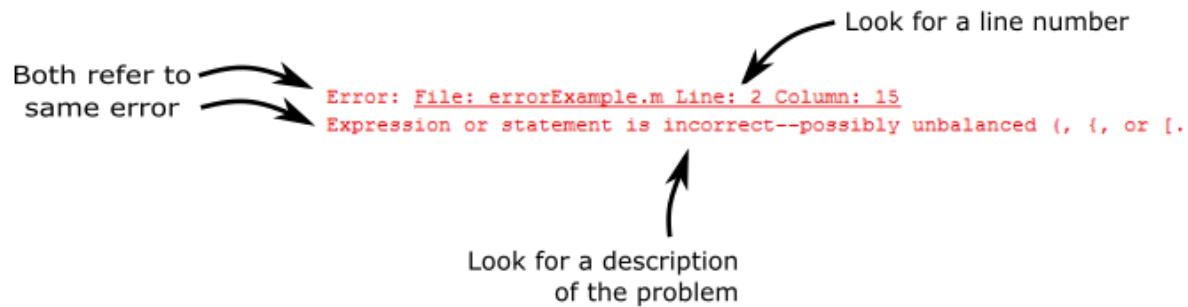 Look for a line number
Both refer to
same error
Error: File: errorExample.m Line: 2 Column: 15
Expression or statement is incorrect--possibly unbalanced (, {, or [.
Look for a description
of the problem